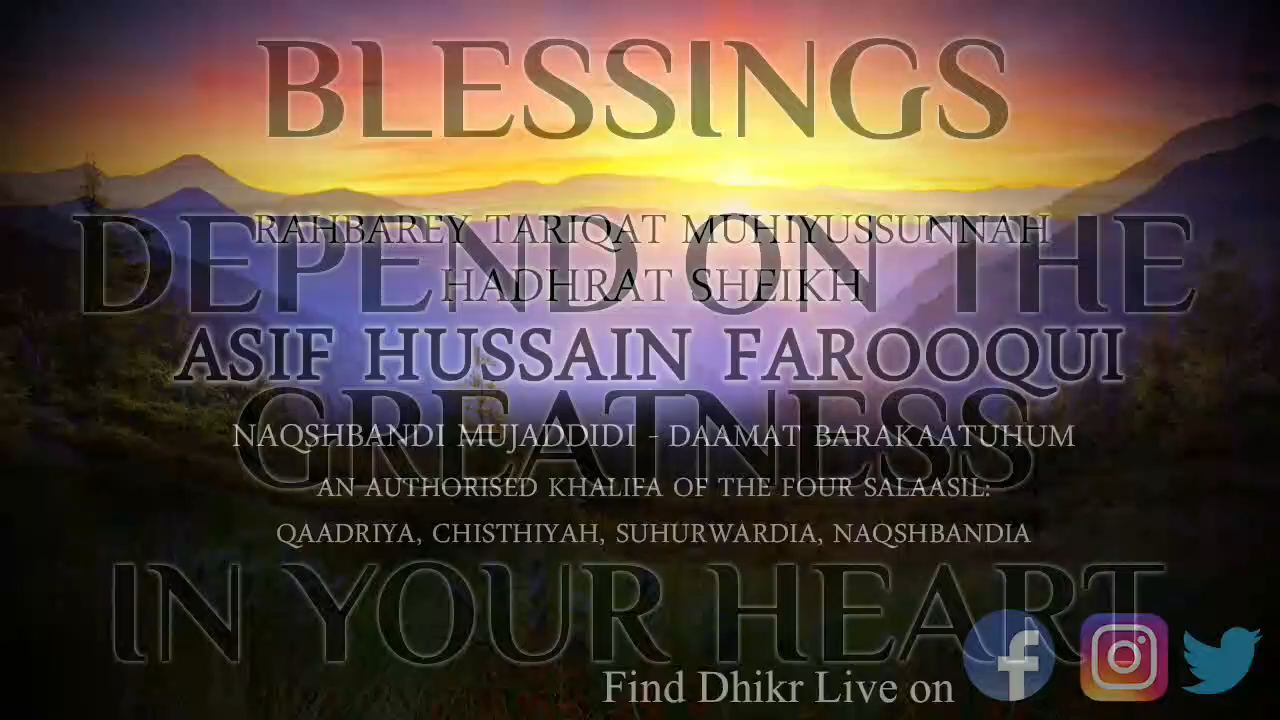 BLESSINGS
DEPEND ON THE
GREATNESS
IN YOUR HEART
RAHBAREY TARIQAT MUHIYUSSUNNAH
HADHRAT SHEIKH
ASIF HUSSAIN FAROOQUI
NAQSHBANDI MUJADDIDI - DAAMAT BARAKAATUHUM
AN AUTHORISED KHALIFA OF THE FOUR SALAASIL:
QAADRIYA, CHISTHIYAH, SUHURWARDIA, NAQSHBANDIA
Find Dhikr Live on